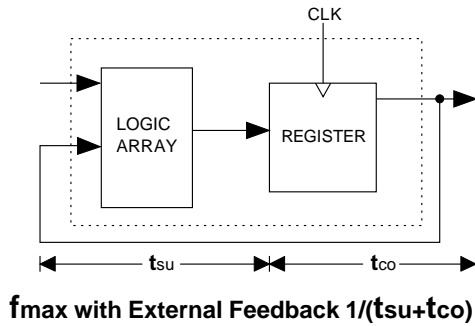 CLK
LOGIC
ARRAY
REGISTER
tsu
tco
fmax with External Feedback 1/(tsu+tco)